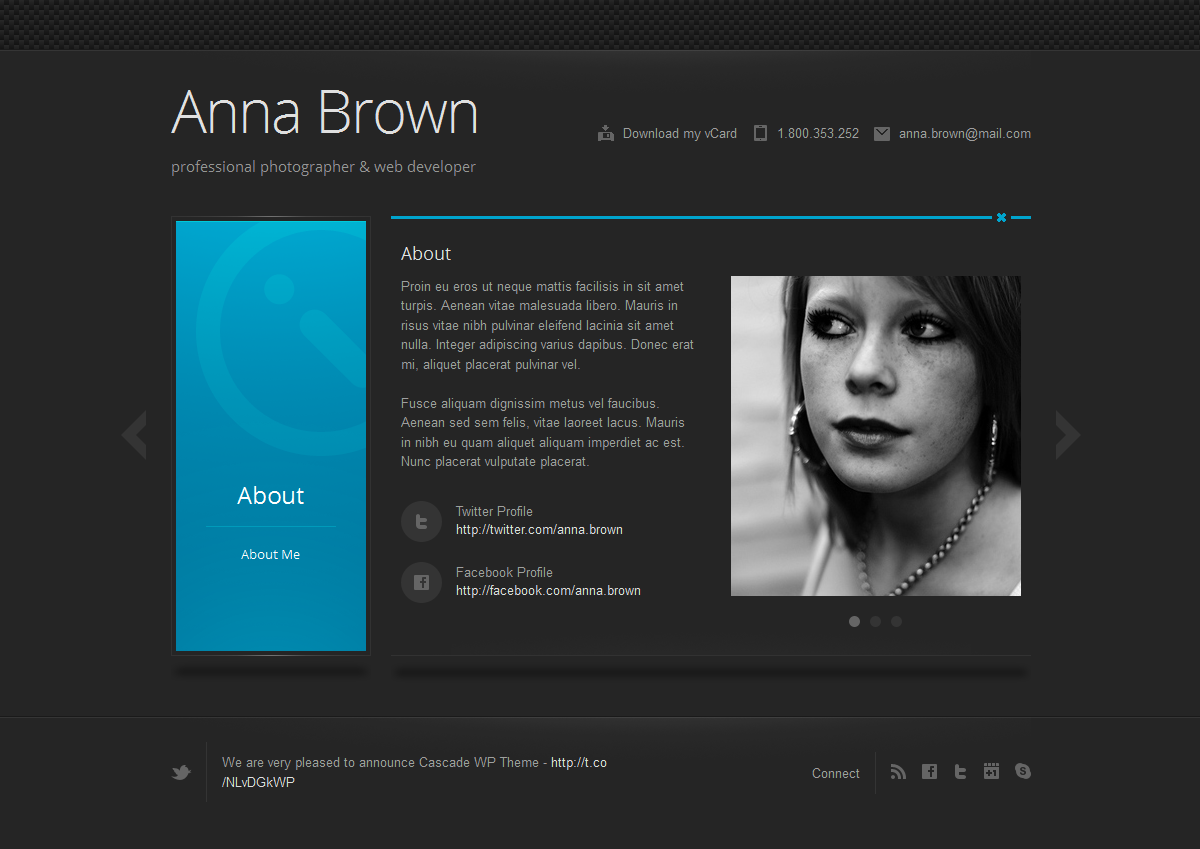 Anna Brown
professional photographer & web developer
Download my vCard
1.800.353.252
anna.brown@mail.com
About
About Me
About
Proin eu eros ut neque mattis facilisis in sit amet
turpis. Aenean vitae malesuada libero. Mauris in
risus vitae nibh pulvinar eleifend lacinia sit amet
nulla. Integer adipiscing varius dapibus. Donec erat
mi, aliquet placerat pulvinar vel.
Fusce aliquam dignissim metus vel faucibus.
Aenean sed sem felis, vitae laoreet lacus. Mauris
in nibh eu quam aliquet aliquam imperdiet ac est.
Nunc placerat vulputate placerat.
Twitter Profile
http://twitter.com/anna.brown
Facebook Profile
http://facebook.com/anna.brown
We are very pleased to announce Cascade WP Theme - http://t.co
/NLvDGkWP
Connect